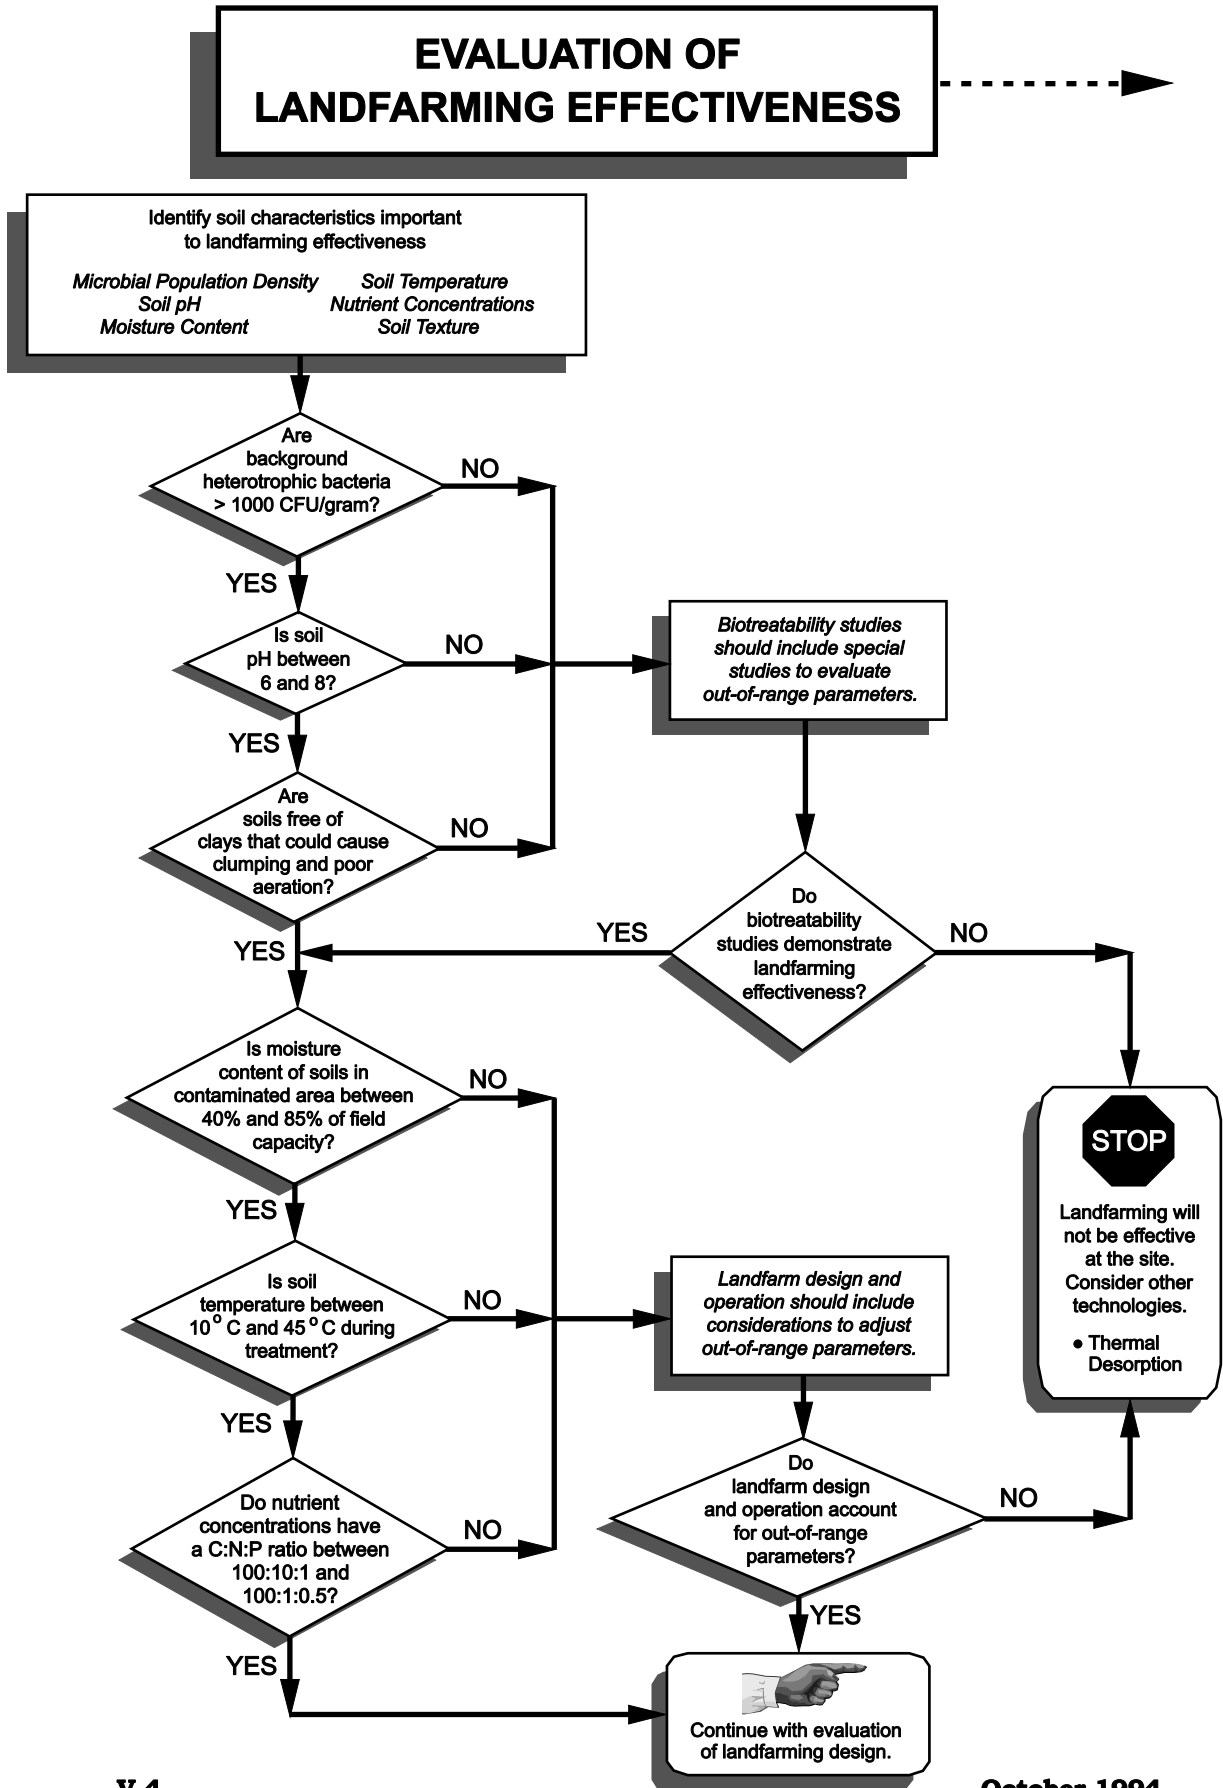 EVALUATION OF
LANDFARMING EFFECTIVENESS
Identify soil characteristics important
to landfarming effectiveness
Microbial Population Density
Soil pH
Moisture Content
Soil Temperature
Nutrient Concentrations
Soil Texture
Are
background
heterotrophic bacteria
> 1000 CFU/gram?
NO
YES
Is soil
pH between
6 and 8?
NO
YES
Are
soils free of
clays that could cause
clumping and poor
aeration?
NO
YES
Biotreatability studies
should include special
studies to evaluate
out-of-range parameters.
Do
biotreatability
studies demonstrate
landfarming
effectiveness?
YES
NO
Is moisture
content of soils in
contaminated area between
40% and 85% of field
capacity?
NO
YES
Is soil
temperature between
10° C and 45° C during
treatment?
NO
YES
Do nutrient
concentrations have
a C:N:P ratio between
100:10:1 and
100:1:0.5?
NO
YES
Landfarm design and
operation should include
considerations to adjust
out-of-range parameters.
Do
landfarm design
and operation account
for out-of-range
parameters?
NO
YES
STOP
Landfarming will
not be effective
at the site.
Consider other
technologies.
● Thermal
Desorption
Continue with evaluation
of landfarming design.
V-4
October 1994